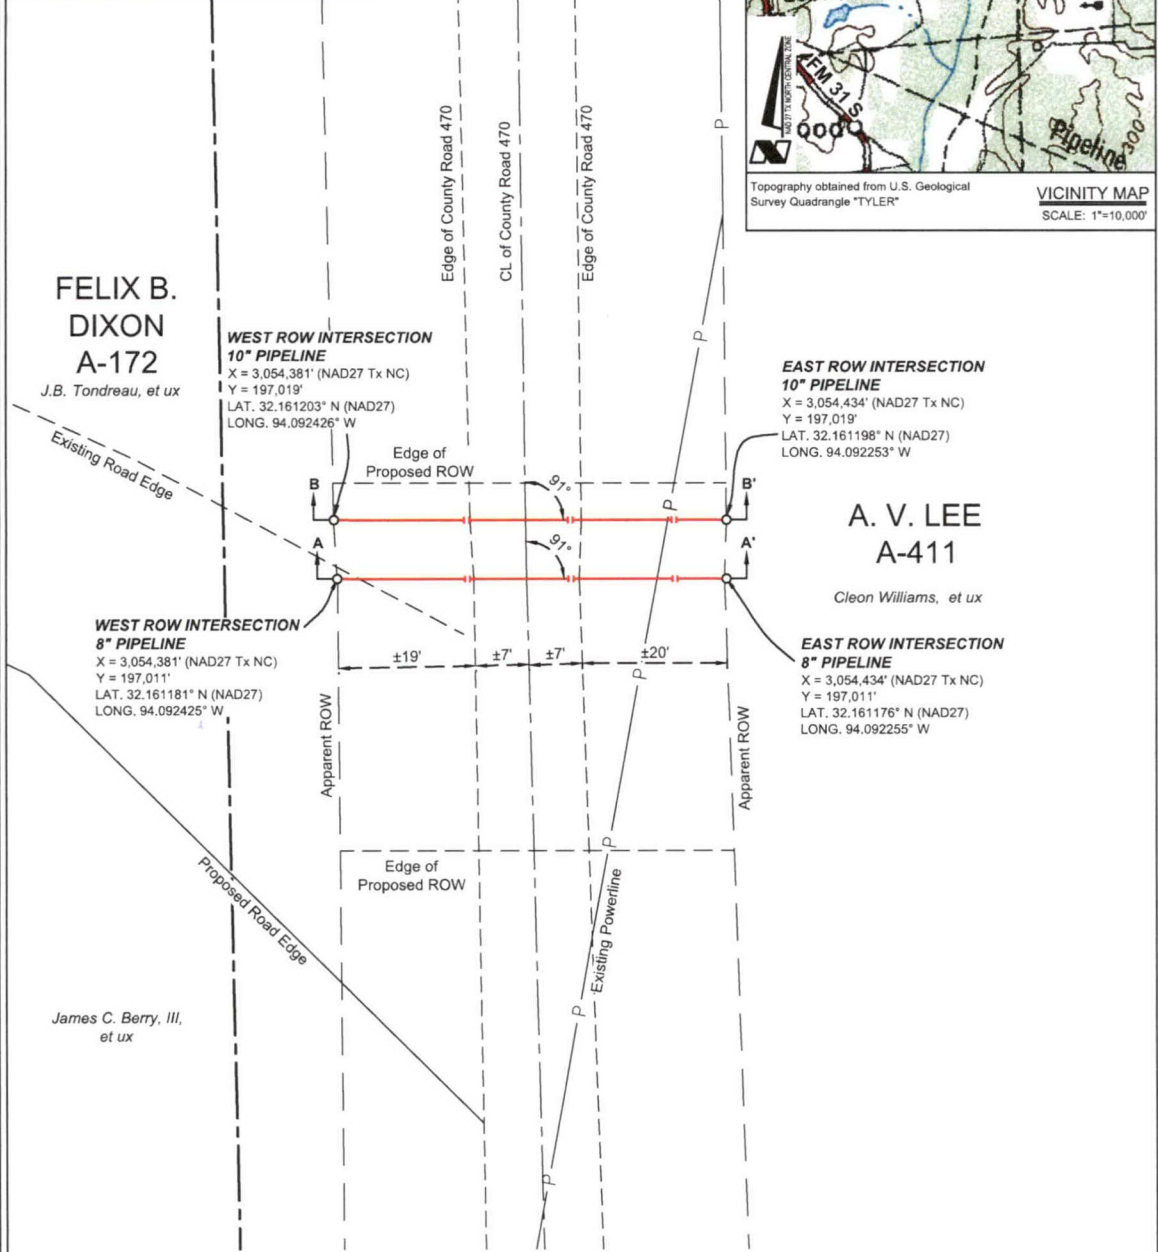 NAD 27 TX NORTH CENTRAL ZONE
FM 31 S
Pipeline
300
Topography obtained from U.S. Geological
Survey Quadrangle "TYLER"
VICINITY MAP
SCALE: 1"=10,000'
Edge of County Road 470
CL of County Road 470
Edge of County Road 470
P
P
FELIX B.
DIXON
A-172
J.B. Tondreau, et ux
WEST ROW INTERSECTION
10" PIPELINE
X = 3,054,381' (NAD27 Tx NC)
Y = 197,019'
LAT. 32.161203° N (NAD27)
LONG. 94.092426° W
EAST ROW INTERSECTION
10" PIPELINE
X = 3,054,434' (NAD27 Tx NC)
Y = 197,019'
LAT. 32.161198° N (NAD27)
LONG. 94.092253° W
Existing Road Edge
Edge of
Proposed ROW
B
91°
P
B'
A
91°
A'
A. V. LEE
A-411
Cleon Williams, et ux
WEST ROW INTERSECTION
8" PIPELINE
X = 3,054,381' (NAD27 Tx NC)
Y = 197,011'
LAT. 32.161181° N (NAD27)
LONG. 94.092425° W
±19'
±7'
±7'
±20'
P
EAST ROW INTERSECTION
8" PIPELINE
X = 3,054,434' (NAD27 Tx NC)
Y = 197,011'
LAT. 32.161176° N (NAD27)
LONG. 94.092255° W
Apparent ROW
Apparent ROW
P
Edge of
Proposed ROW
Proposed Road Edge
Existing Powerline
P
James C. Berry, III,
et ux
P